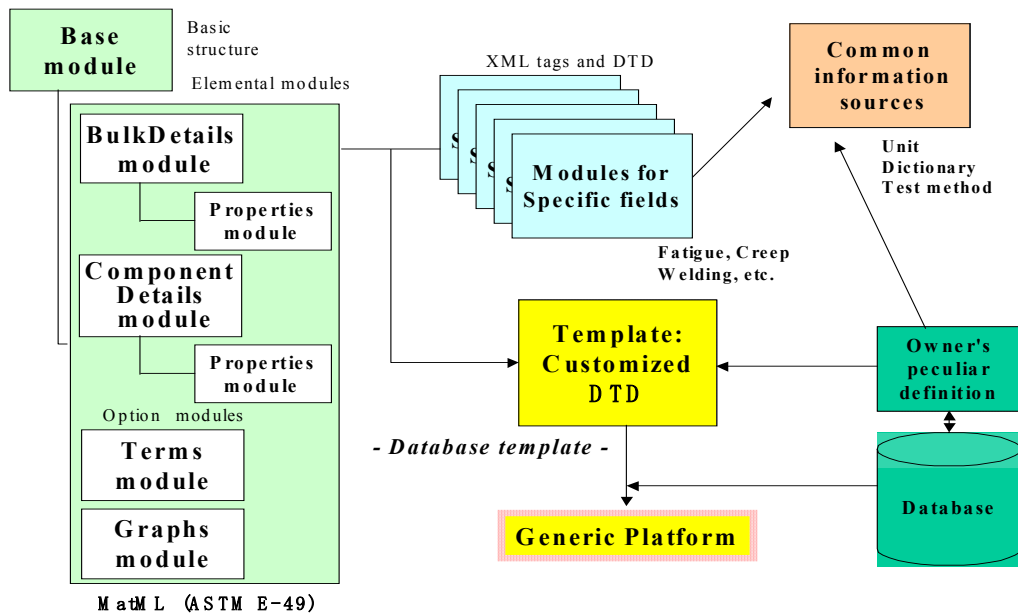 Base
module
Basic
structure
Elemental modules
BulkDetails
module
Properties
module
Component
Details
module
Properties
module
Option modules
Terms
module
Graphs
module
MatML (ASTM E-49)
XML tags and DTD
S
S
S
S
Modules for
Specific fields
Fatigue, Creep
Welding, etc.
Common
information
sources
Unit
Dictionary
Test method
Template:
Customized
DTD
- Database template -
Generic Platform
Owner's
peculiar
definition
Database